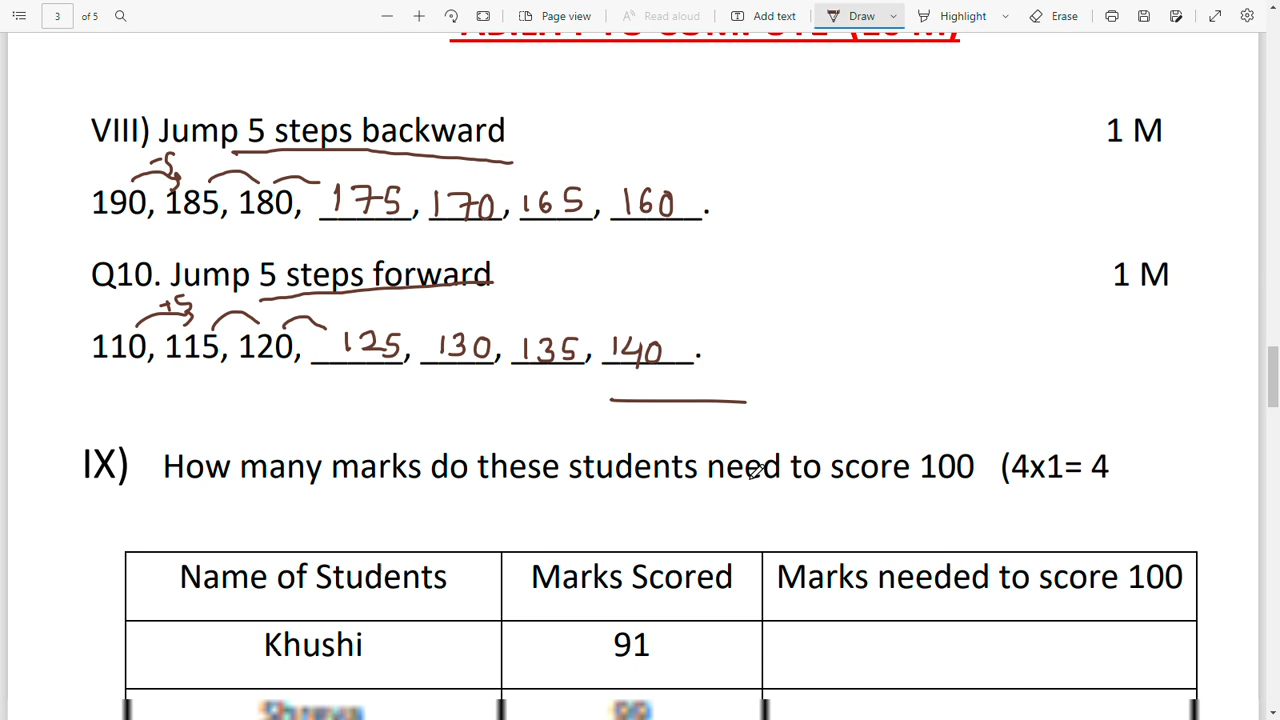 3 of 5 Page view Read aloud Add text Draw Highlight Erase
VIII) Jump 5 steps backward 1 M
-5
190, 185, 180, 175, 170, 165, 160.
Q10. Jump 5 steps forward 1 M
+5
110, 115, 120, 125, 130, 135, 140.
IX) How many marks do these students need to score 100 (4x1= 4
Name of Students Marks Scored Marks needed to score 100
Khushi 91